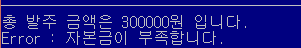 총 발주 금액은 300000원 입니다.
Error : 자본금이 부족합니다.